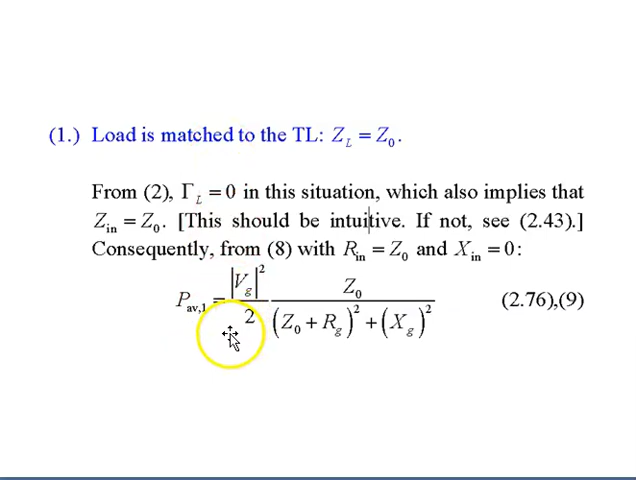 (1.) Load is matched to the TL: Z_L = Z_0.
From (2), Γ_L = 0 in this situation, which also implies that
Z_in = Z_0. [This should be intuitive. If not, see (2.43).]
Consequently, from (8) with R_in = Z_0 and X_in = 0:
P_av,1 = |V_g|^2 / 2 Z_0 / ((Z_0 + R_g)^2 + (X_g)^2) (2.76),(9)